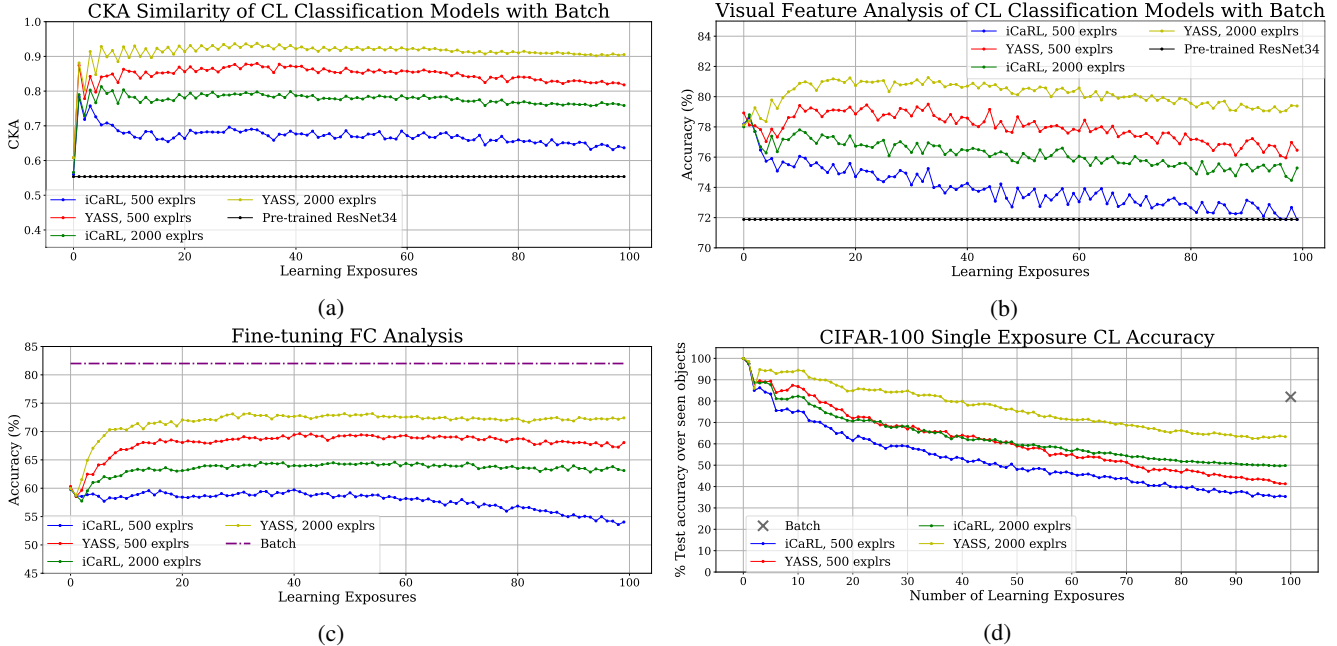 CKA Similarity of CL Classification Models with Batch
1.0
0.9
0.8
0.7
0.6
0.5
0.4
CKA
iCaRL, 500 explrs
YASS, 500 explrs
iCaRL, 2000 explrs
YASS, 2000 explrs
Pre-trained ResNet34
0 20 40 60 80 100
Learning Exposures
(a)
Visual Feature Analysis of CL Classification Models with Batch
84
82
80
78
76
74
72
70
Accuracy (%)
iCaRL, 500 explrs
YASS, 500 explrs
iCaRL, 2000 explrs
YASS, 2000 explrs
Pre-trained ResNet34
0 20 40 60 80 100
Learning Exposures
(b)
Fine-tuning FC Analysis
85
80
75
70
65
60
55
50
45
Accuracy (%)
iCaRL, 500 explrs
YASS, 500 explrs
iCaRL, 2000 explrs
YASS, 2000 explrs
Batch
0 20 40 60 80 100
Learning Exposures
(c)
CIFAR-100 Single Exposure CL Accuracy
100
90
80
70
60
50
40
30
20
10
0
% Test accuracy over seen objects
Batch
iCaRL, 500 explrs
YASS, 500 explrs
iCaRL, 2000 explrs
YASS, 2000 explrs
0 10 20 30 40 50 60 70 80 90 100
Number of Learning Exposures
(d)